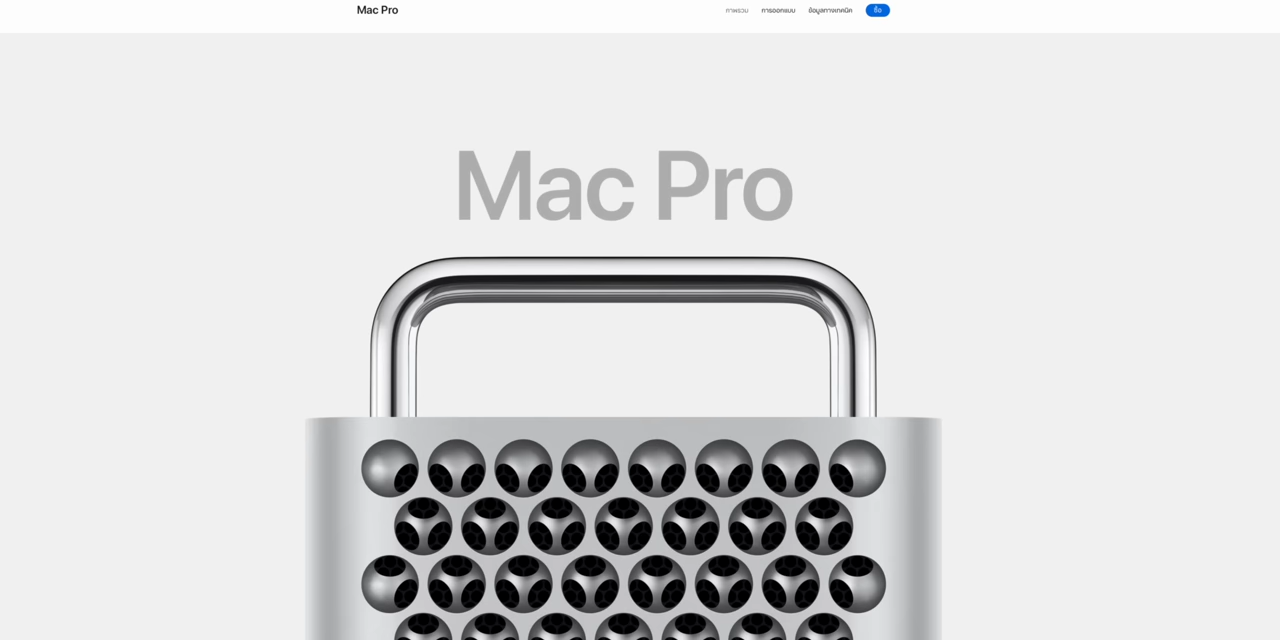 Mac Pro
ภาพรวม
การออกแบบ
ข้อมูลทางเทคนิค
ซื้อ
Mac Pro